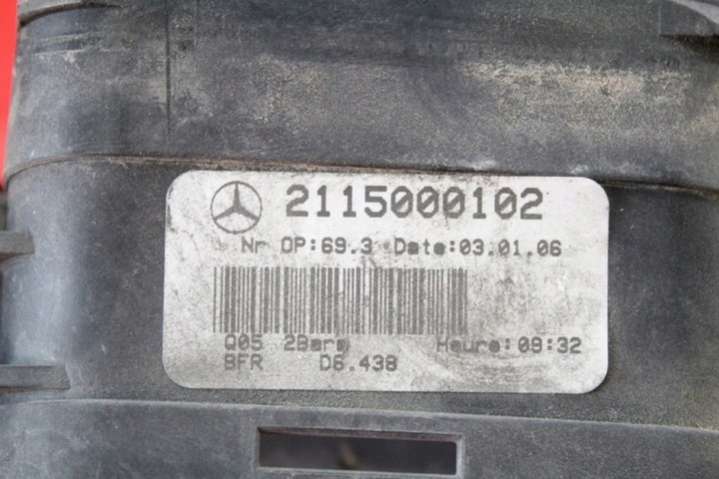 2115000102
Nr OP:69.3 Date:03.01.06
Q05 2Bars Heure:09:32
BFR D6.438